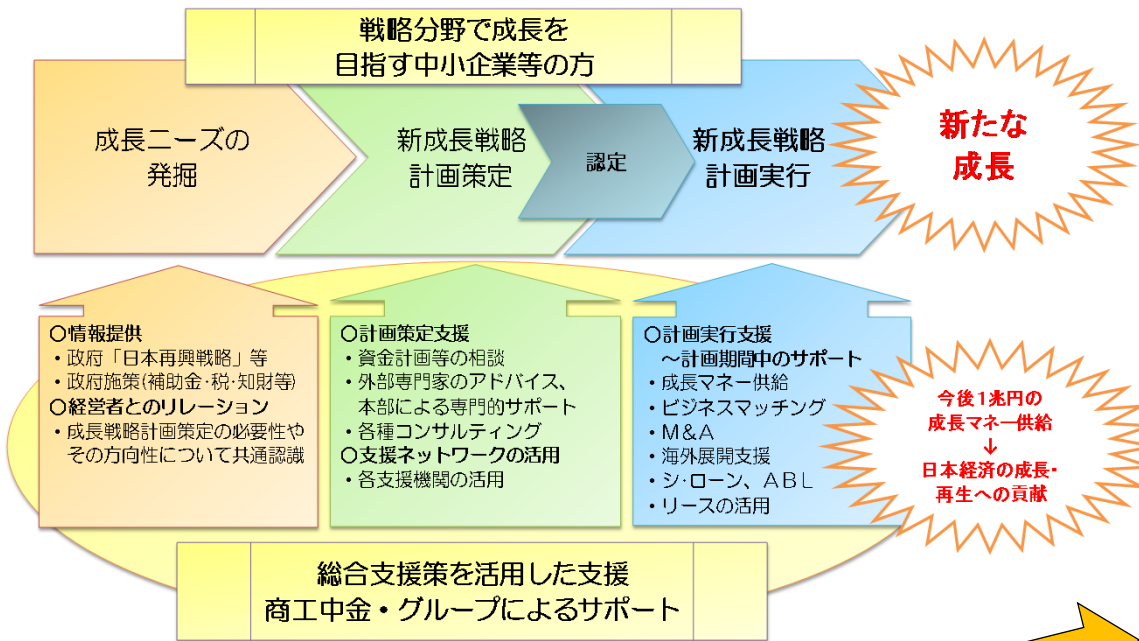 戦略分野で成長を
目指す中小企業等の方
成長ニーズの
発掘
新成長戦略
計画策定
認定
新成長戦略
計画実行
新たな
成長
○情報提供
・政府「日本再興戦略」等
・政府施策(補助金・税・知財等)
○経営者とのリレーション
・成長戦略計画策定の必要性や
その方向性について共通認識
○計画策定支援
・資金計画等の相談
・外部専門家のアドバイス、
本部による専門的サポート
・各種コンサルティング
○支援ネットワークの活用
・各支援機関の活用
○計画実行支援
～計画期間中のサポート
・成長マネー供給
・ビジネスマッチング
・M&A
・海外展開支援
・シ・ローン、ABL
・リースの活用
今後1兆円の
成長マネー供給
↓
日本経済の成長・
再生への貢献
総合支援策を活用した支援
商工中金・グループによるサポート